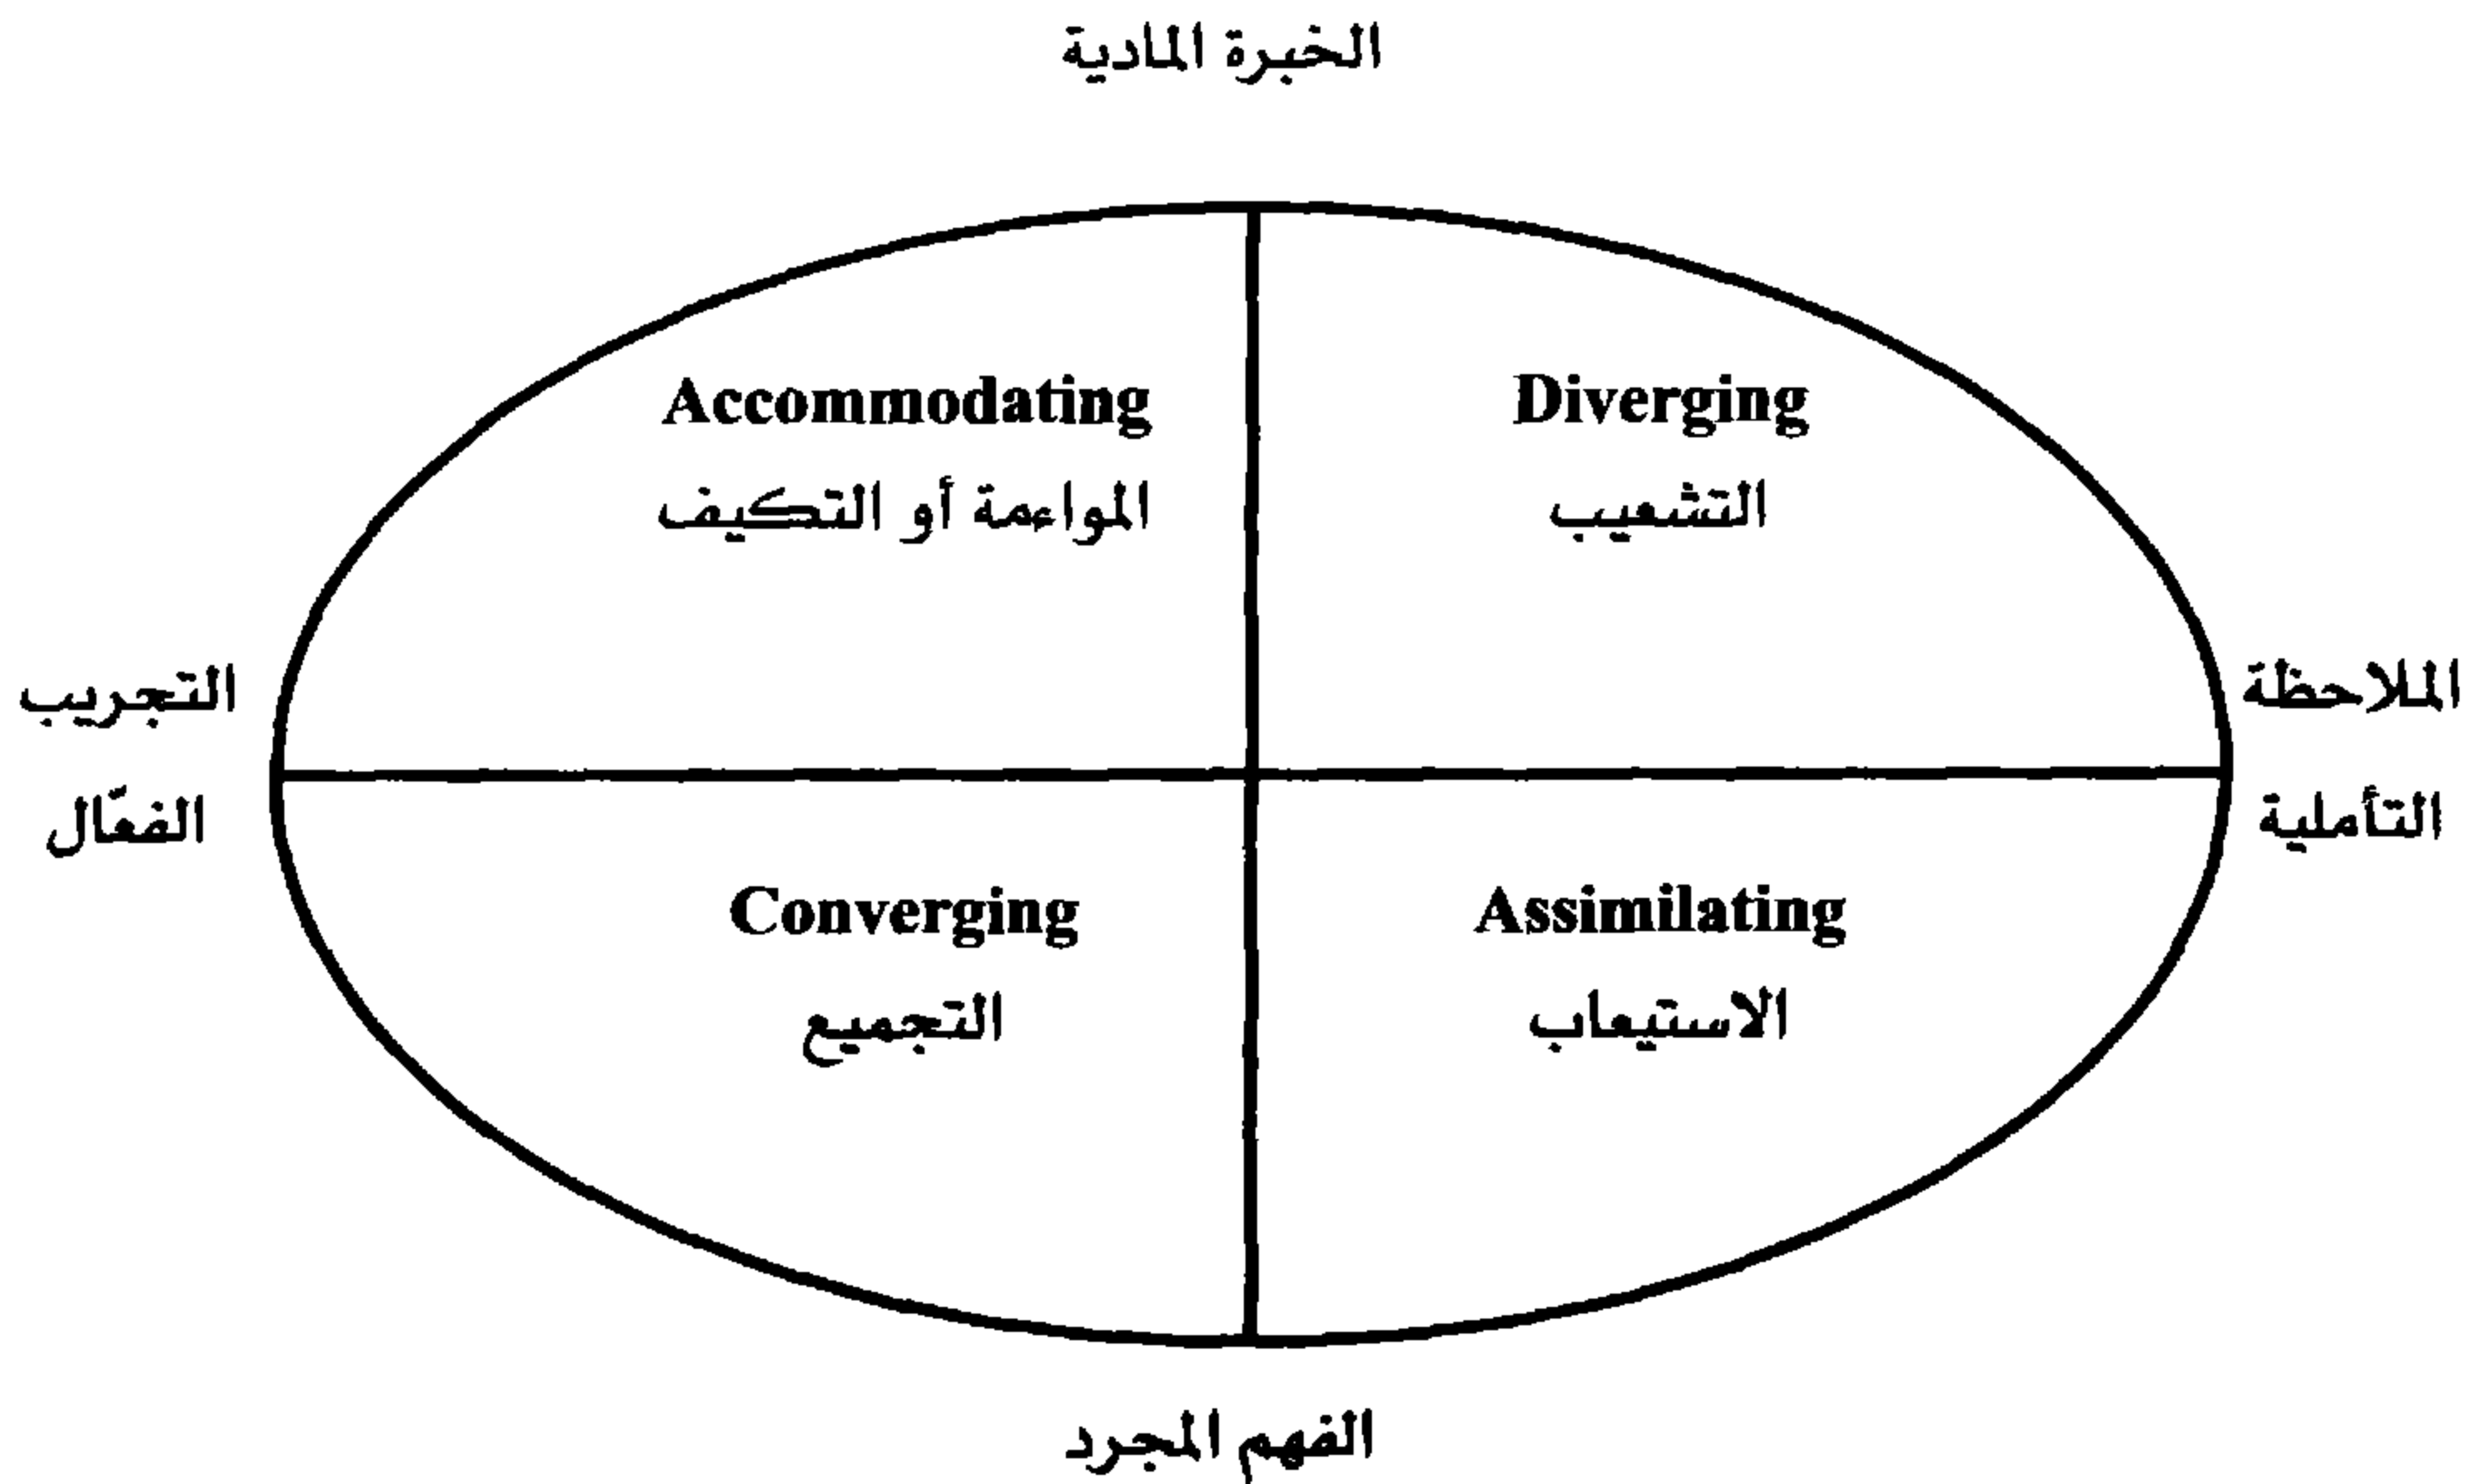 الخبرة المادية
Accommodating
المواءمة أو التكيف
Diverging
التشعيب
التجريب
الفعّال
الملاحظة
التأملية
Converging
التجميع
Assimilating
الاستيعاب
الفهم المجرد